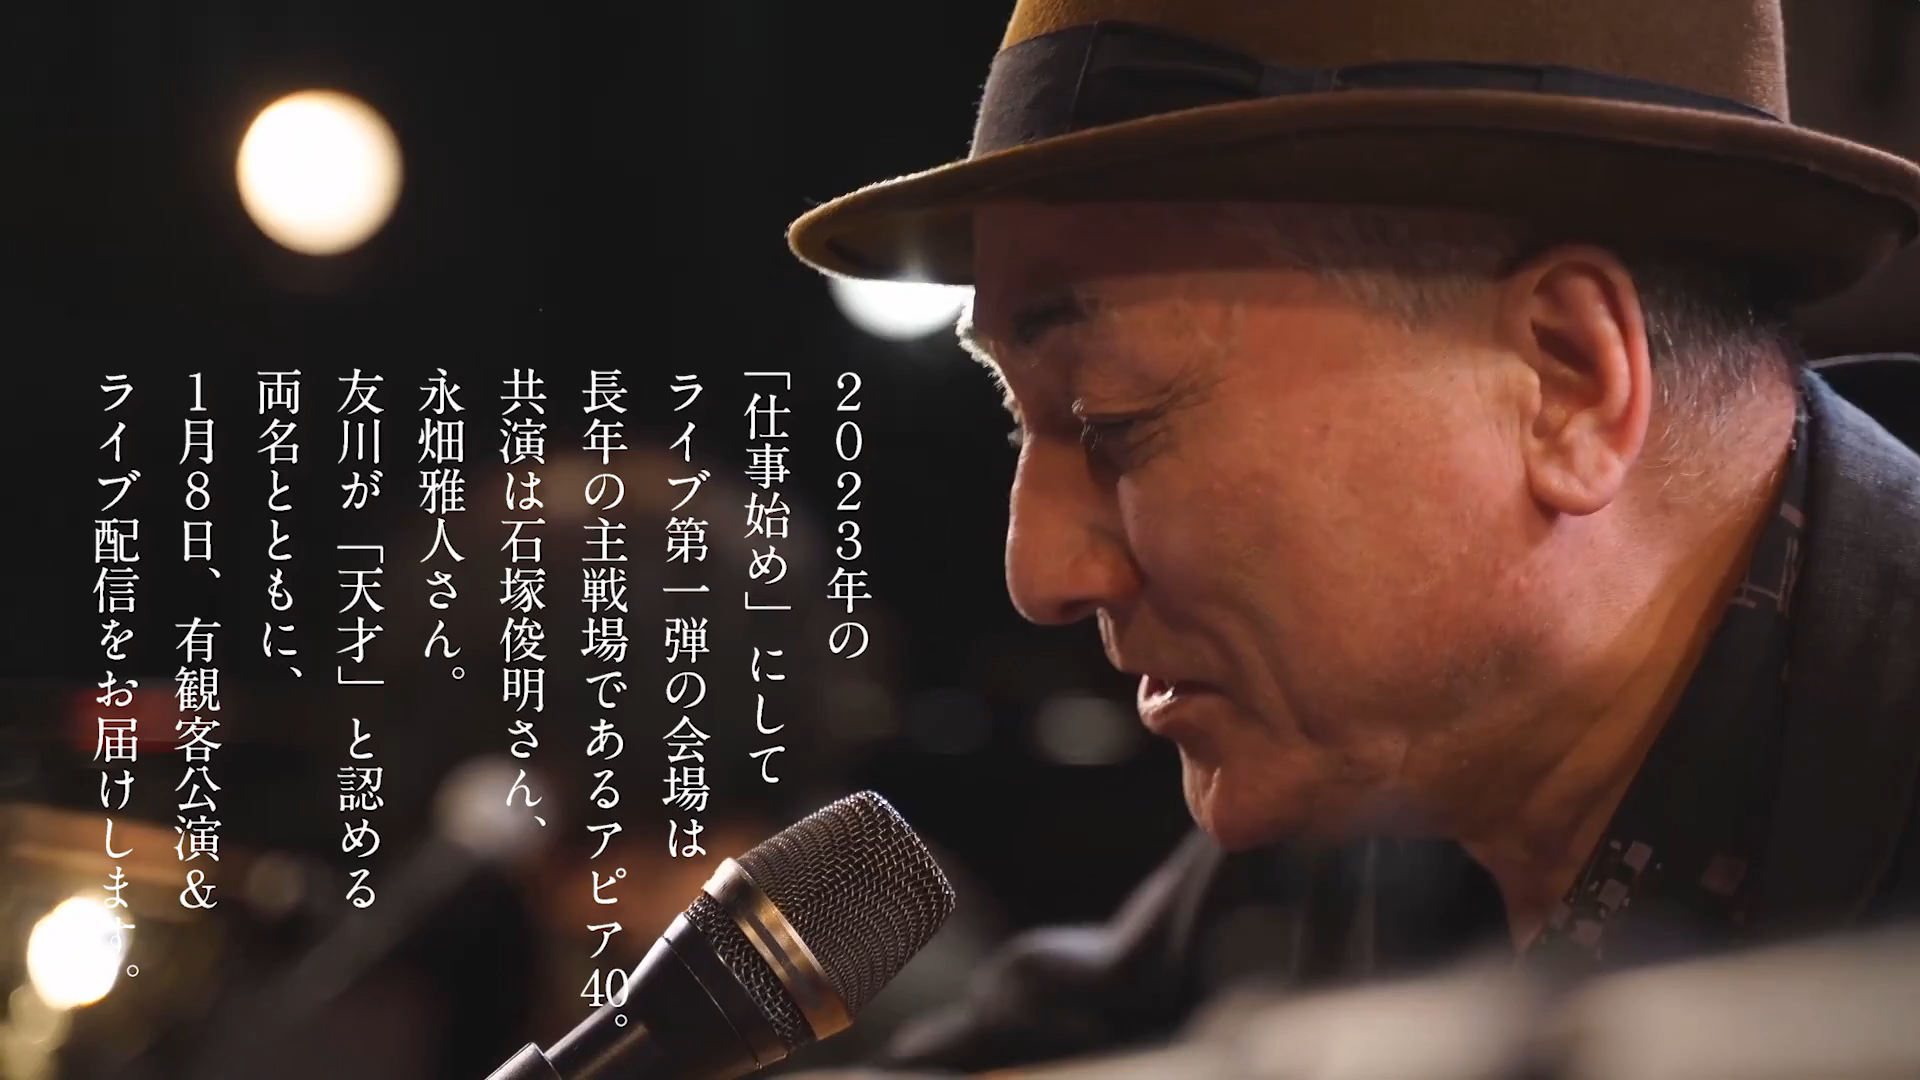 2023年の
「仕事始め」にして
ライブ第一弾の会場は
長年の主戦場であるアピア40。
共演は石塚俊明さん、
永畑雅人さん。
友川が「天才」と認める
両名とともに、
1月8日、有観客公演&
ライブ配信をお届けします。